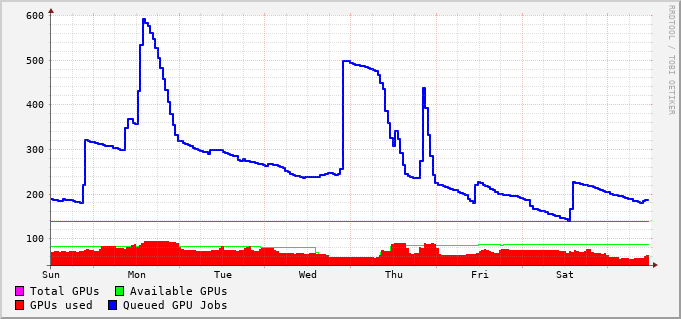 600
500
400
300
200
100
Sun Mon Tue Wed Thu Fri Sat
Total GPUs Available GPUs
GPUs used Queued GPU Jobs
RRDTOOL / TOBI OETIKER